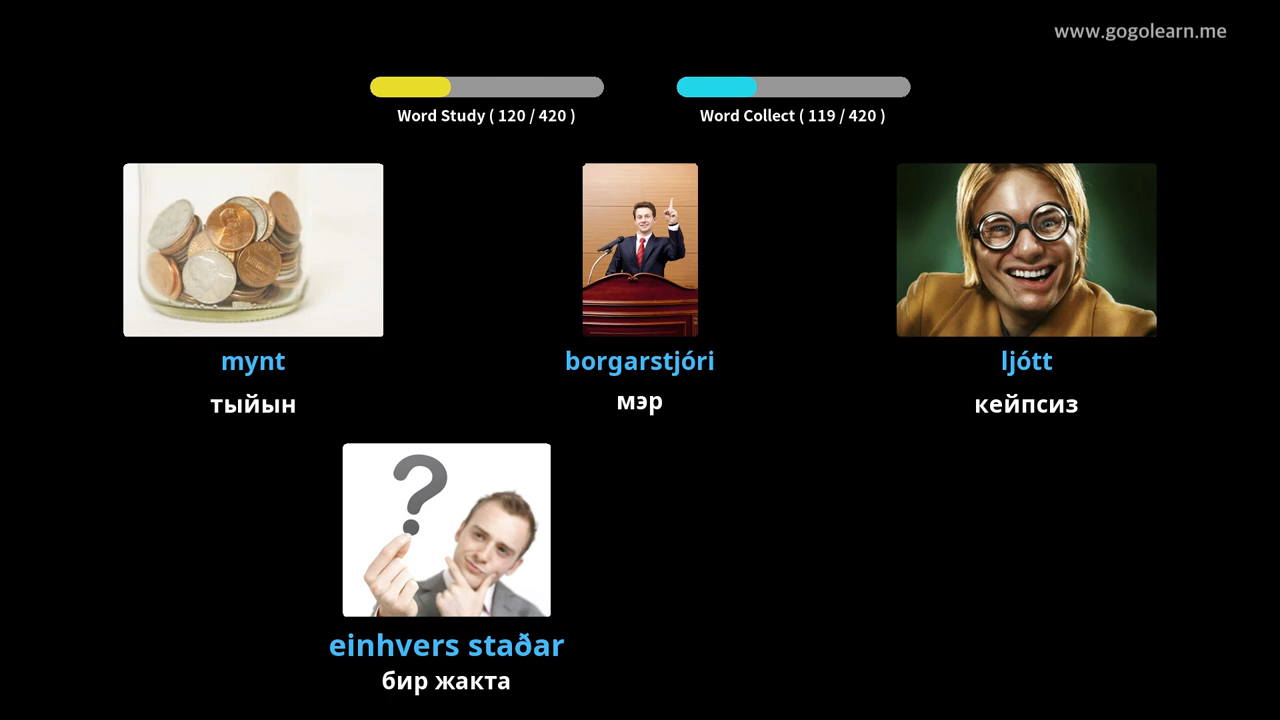 www.gogolearn.me
Word Study ( 120 / 420 )
Word Collect ( 119 / 420 )
mynt
borgarstjóri
ljótt
тыйын
мэр
кейпсиз
?
einhvers staðar
бир жакта